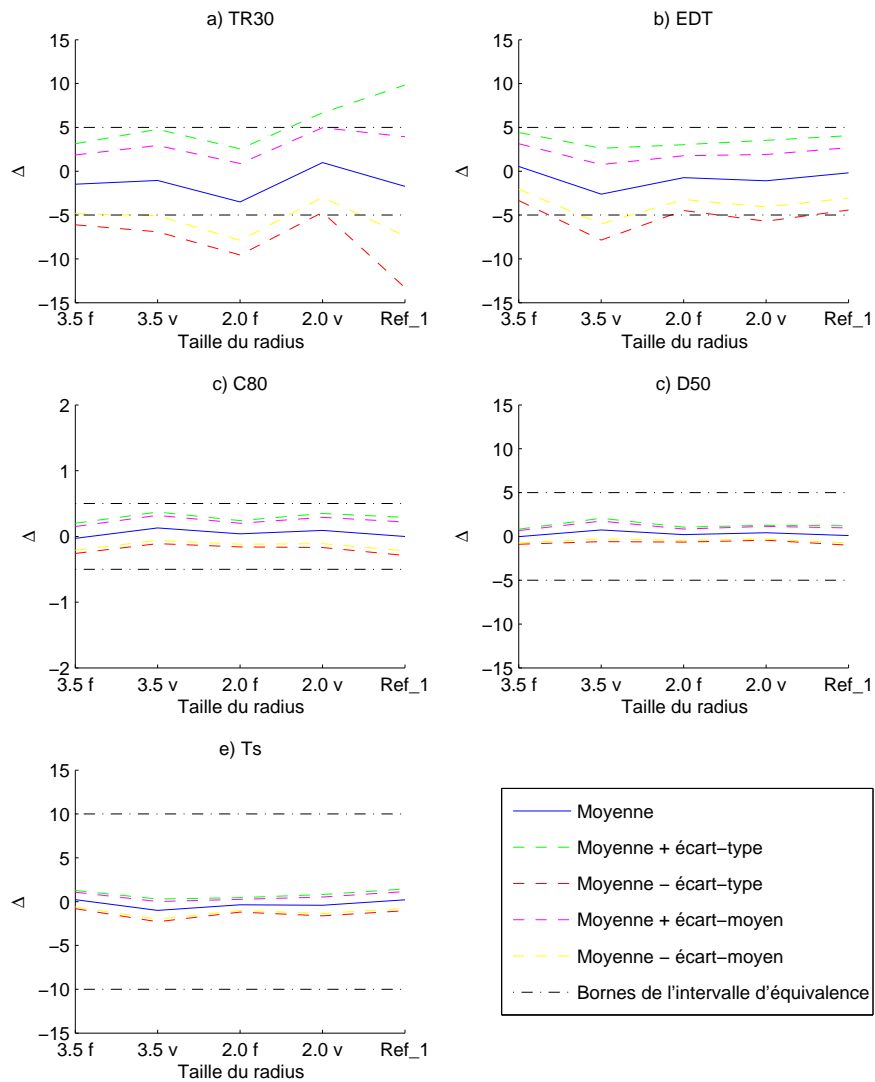 a) TR30
15
10
5
0
−5
−10
−15
Δ
3.5 f 3.5 v 2.0 f 2.0 v Ref_1
Taille du radius
b) EDT
15
10
5
0
−5
−10
−15
Δ
3.5 f 3.5 v 2.0 f 2.0 v Ref_1
Taille du radius
c) C80
2
1
0
−1
−2
Δ
3.5 f 3.5 v 2.0 f 2.0 v Ref_1
Taille du radius
c) D50
15
10
5
0
−5
−10
−15
Δ
3.5 f 3.5 v 2.0 f 2.0 v Ref_1
Taille du radius
e) Ts
15
10
5
0
−5
−10
−15
Δ
3.5 f 3.5 v 2.0 f 2.0 v Ref_1
Taille du radius
Moyenne
Moyenne + écart−type
Moyenne − écart−type
Moyenne + écart−moyen
Moyenne − écart−moyen
Bornes de l'intervalle d'équivalence